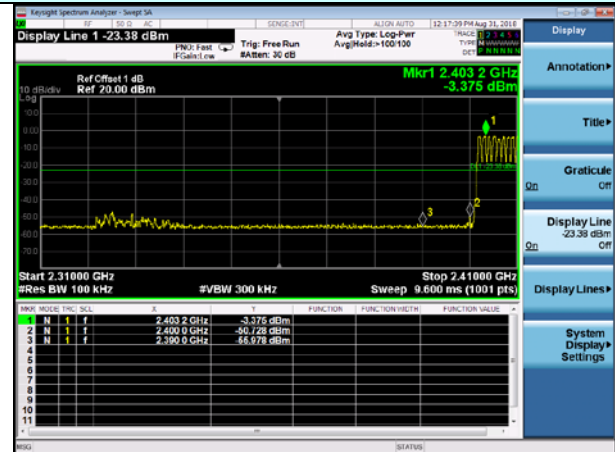 Keysight Spectrum Analyzer - Swept SA
RF 50 Ω AC SENSE:INT ALIGN AUTO 12:17:39 PM Aug 31, 2018
Display Line 1 -23.38 dBm
PNO: Fast
IFGain:Low
Trig: Free Run
#Atten: 30 dB
Avg Type: Log-Pwr
Avg|Hold:>100/100
TRACE 1 2 3 4 5 6
TYPE M
DET P N N N N N
Ref Offset 1 dB
Ref 20.00 dBm
10 dB/div
Log
Mkr1 2.403 2 GHz
-3.375 dBm
10.0
0.00
-10.0
-20.0
-30.0
-40.0
-50.0
-60.0
-70.0
1
2
3
Start 2.31000 GHz
#Res BW 100 kHz
#VBW 300 kHz
Stop 2.41000 GHz
Sweep 9.600 ms (1001 pts)
MKR MODE TRC SCL X Y FUNCTION FUNCTION WIDTH FUNCTION VALUE
1 N 1 f 2.403 2 GHz -3.375 dBm
2 N 1 f 2.400 0 GHz -50.728 dBm
3 N 1 f 2.390 0 GHz -55.978 dBm
4
5
6
7
8
9
10
11
MSG STATUS
Display
Annotation
Title
Graticule
On Off
Display Line
-23.38 dBm
On Off
Display Lines
System
Display
Settings